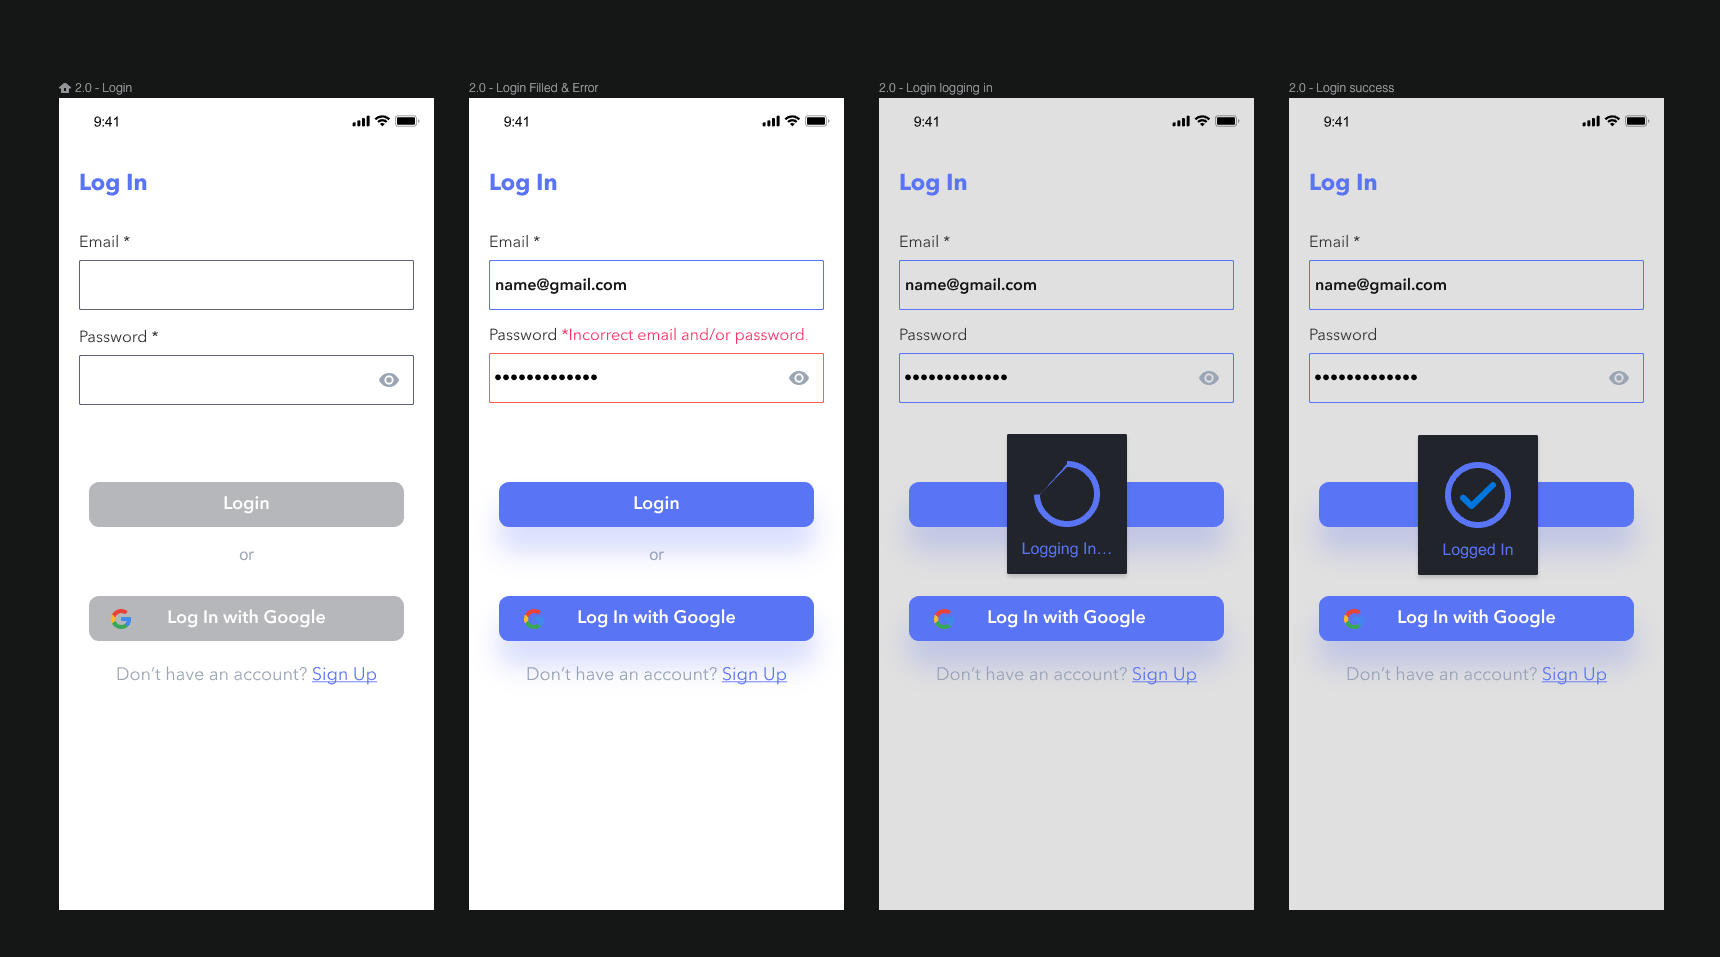 2.0 - Login
9:41
Log In
Email *
Password *
Login
or
Log In with Google
Don't have an account? Sign Up
2.0 - Login Filled & Error
9:41
Log In
Email *
name@gmail.com
Password *Incorrect email and/or password.
•••••••••••••
Login
or
Log In with Google
Don't have an account? Sign Up
2.0 - Login logging in
9:41
Log In
Email *
name@gmail.com
Password
•••••••••••••
Logging In...
Log In with Google
Don't have an account? Sign Up
2.0 - Login success
9:41
Log In
Email *
name@gmail.com
Password
•••••••••••••
Logged In
Log In with Google
Don't have an account? Sign Up